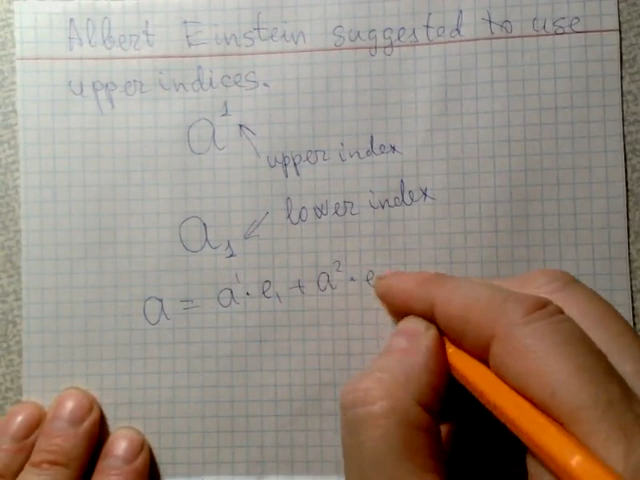 Albert Einstein suggested to use
upper indices.
a¹
upper index
lower index
a₁
a = a¹·e₁ + a²·e